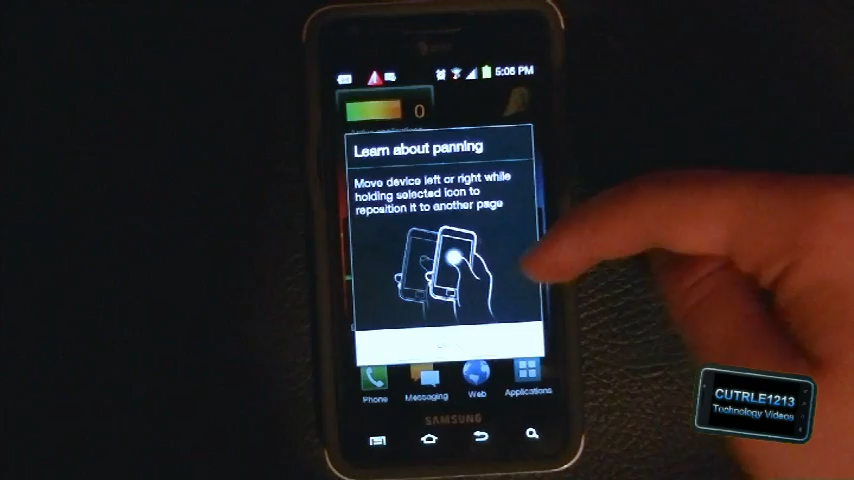 5:06 PM
0
Learn about panning
Move device left or right while
holding selected icon to
reposition it to another page
Phone
Messaging
Web
Applications
SAMSUNG
CUTRLE1213
Technology Videos